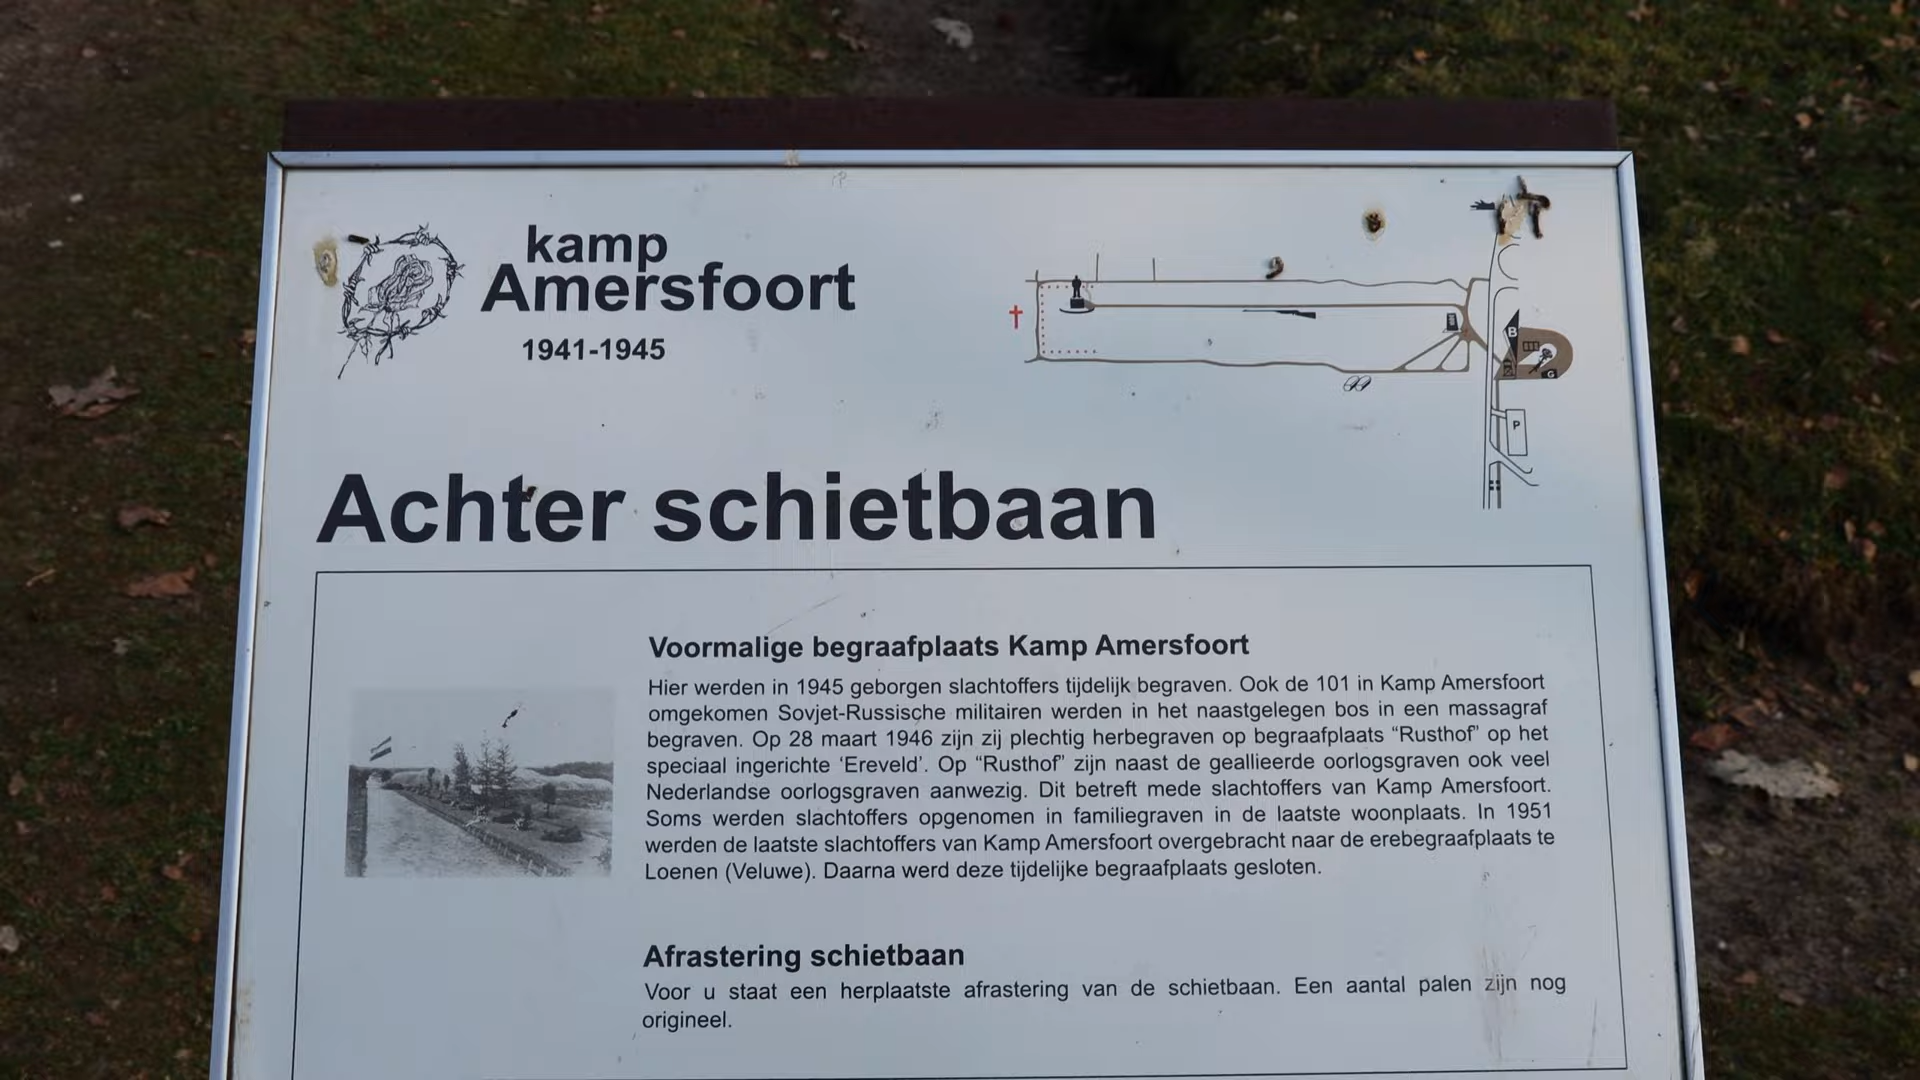 kamp
Amersfoort
1941-1945
B
G
P
Achter schietbaan
Voormalige begraafplaats Kamp Amersfoort
Hier werden in 1945 geborgen slachtoffers tijdelijk begraven. Ook de 101 in Kamp Amersfoort
omgekomen Sovjet-Russische militairen werden in het naastgelegen bos in een massagraf
begraven. Op 28 maart 1946 zijn zij plechtig herbegraven op begraafplaats “Rusthof” op het
speciaal ingerichte ‘Ereveld’. Op “Rusthof” zijn naast de geallieerde oorlogsgraven ook veel
Nederlandse oorlogsgraven aanwezig. Dit betreft mede slachtoffers van Kamp Amersfoort.
Soms werden slachtoffers opgenomen in familiegraven in de laatste woonplaats. In 1951
werden de laatste slachtoffers van Kamp Amersfoort overgebracht naar de erebegraafplaats te
Loenen (Veluwe). Daarna werd deze tijdelijke begraafplaats gesloten.
Afrastering schietbaan
Voor u staat een herplaatste afrastering van de schietbaan. Een aantal palen zijn nog
origineel.